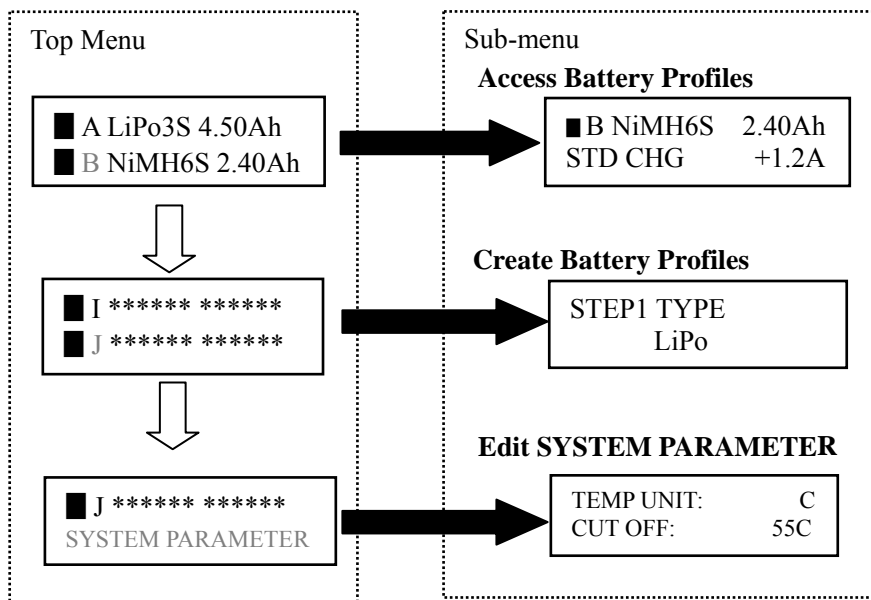 Top Menu
A LiPo3S 4.50Ah
B NiMH6S 2.40Ah
I ****** ******
J ****** ******
J ****** ******
SYSTEM PARAMETER
Sub-menu
Access Battery Profiles
B NiMH6S 2.40Ah
STD CHG +1.2A
Create Battery Profiles
STEP1 TYPE
LiPo
Edit SYSTEM PARAMETER
TEMP UNIT: C
CUT OFF: 55C